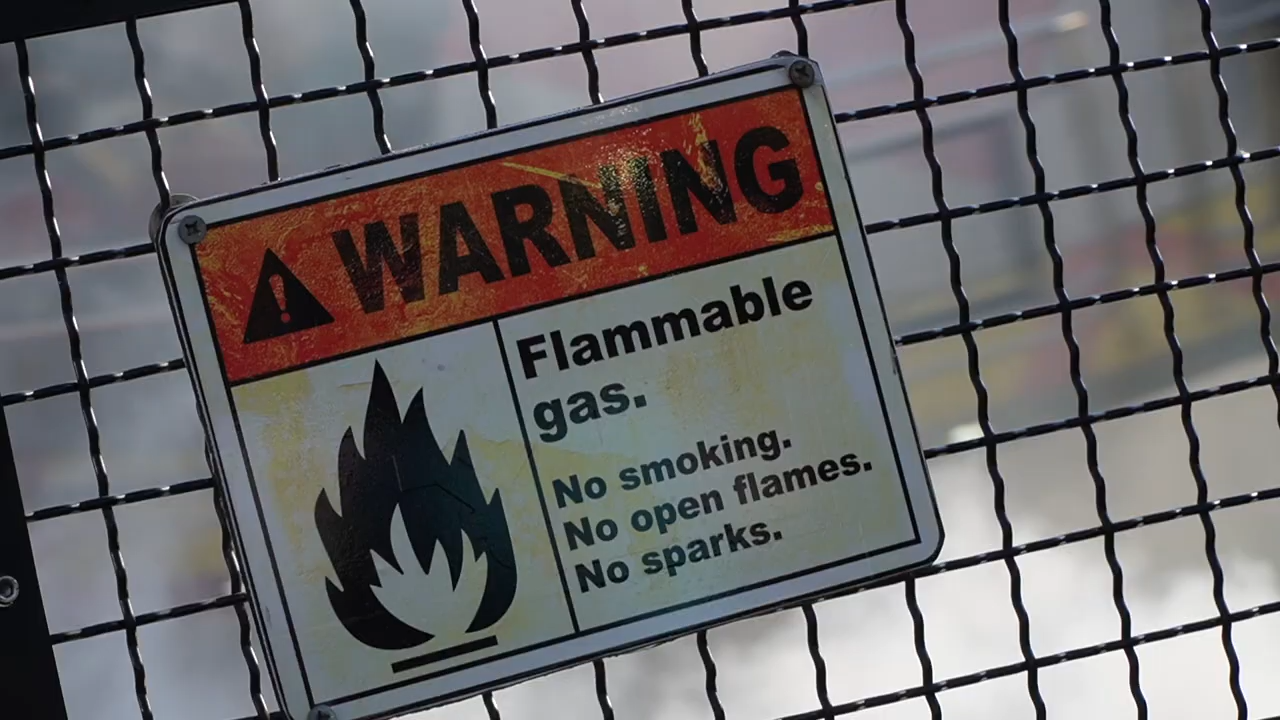 WARNING
Flammable
gas.
No smoking.
No open flames.
No sparks.